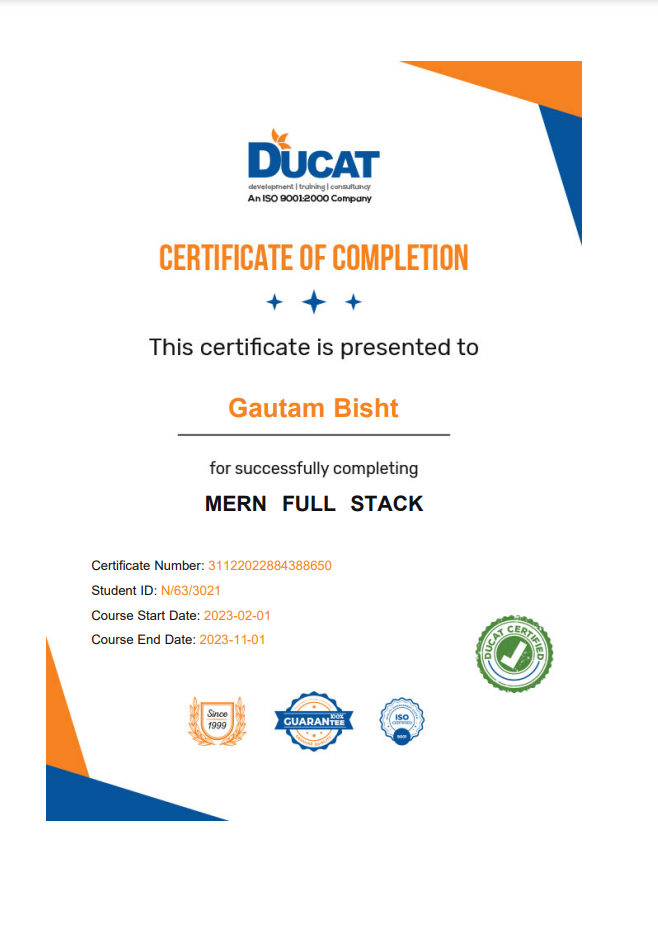 DUCAT
development | training | consultancy
An ISO 9001:2000 Company
CERTIFICATE OF COMPLETION
This certificate is presented to
Gautam Bisht
for successfully completing
MERN FULL STACK
Certificate Number: 31122022884388650
Student ID: N/63/3021
Course Start Date: 2023-02-01
Course End Date: 2023-11-01
DUCAT CERTIFIED
Since
1999
100%
GUARANTEE
ISO
CERTIFIED
9001